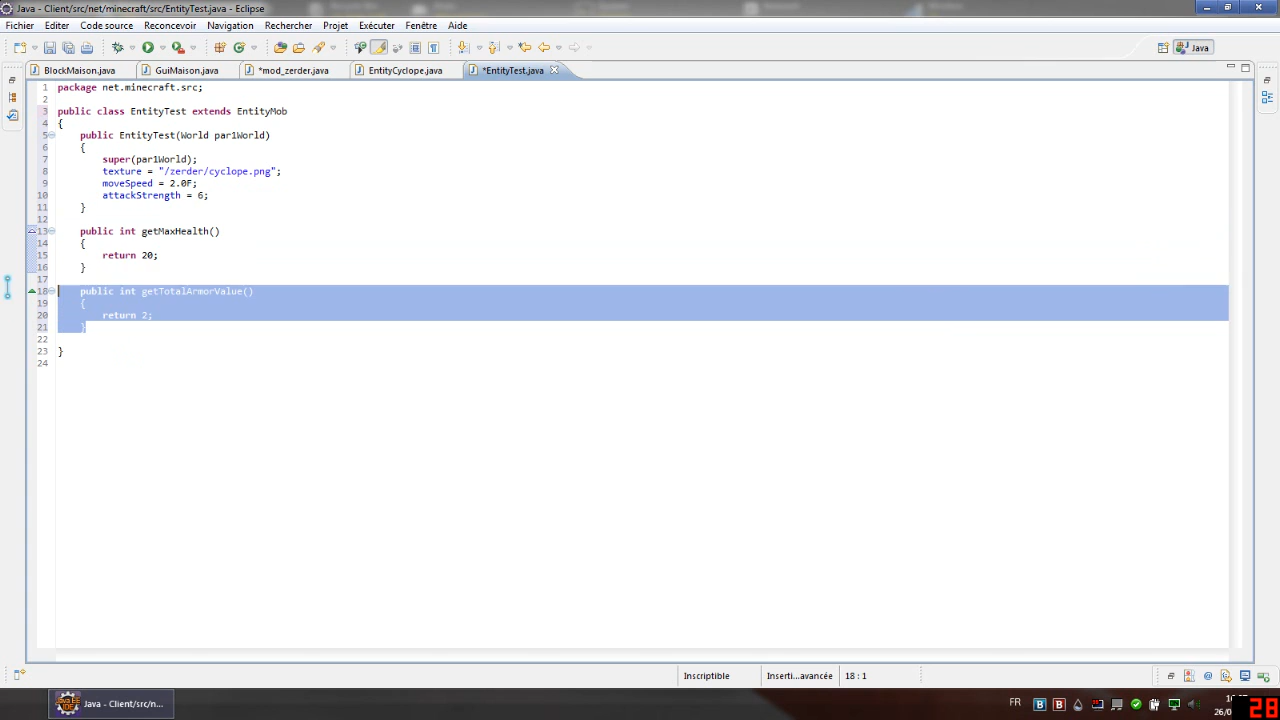 Java - Client/src/net/minecraft/src/EntityTest.java - Eclipse
Fichier Editer Code source Remanier Navigation Rechercher Projet Exécuter Fenêtre Aide
Java
BlockMaison.java GuiMaison.java *mod_zerder.java EntityCyclope.java *EntityTest.java
1 package net.minecraft.src;
2
3 public class EntityTest extends EntityMob
4 {
5 public EntityTest(World par1World)
6 {
7 super(par1World);
8 texture = "/zerder/cyclope.png";
9 moveSpeed = 2.0F;
10 attackStrength = 6;
11 }
12
13 public int getMaxHealth()
14 {
15 return 20;
16 }
17
18 public int getTotalArmorValue()
19 {
20 return 2;
21 }
22
23 }
24
Inscriptible Inserti...avancée 18 : 1
Java - Client/src/n... FR
26/0 28